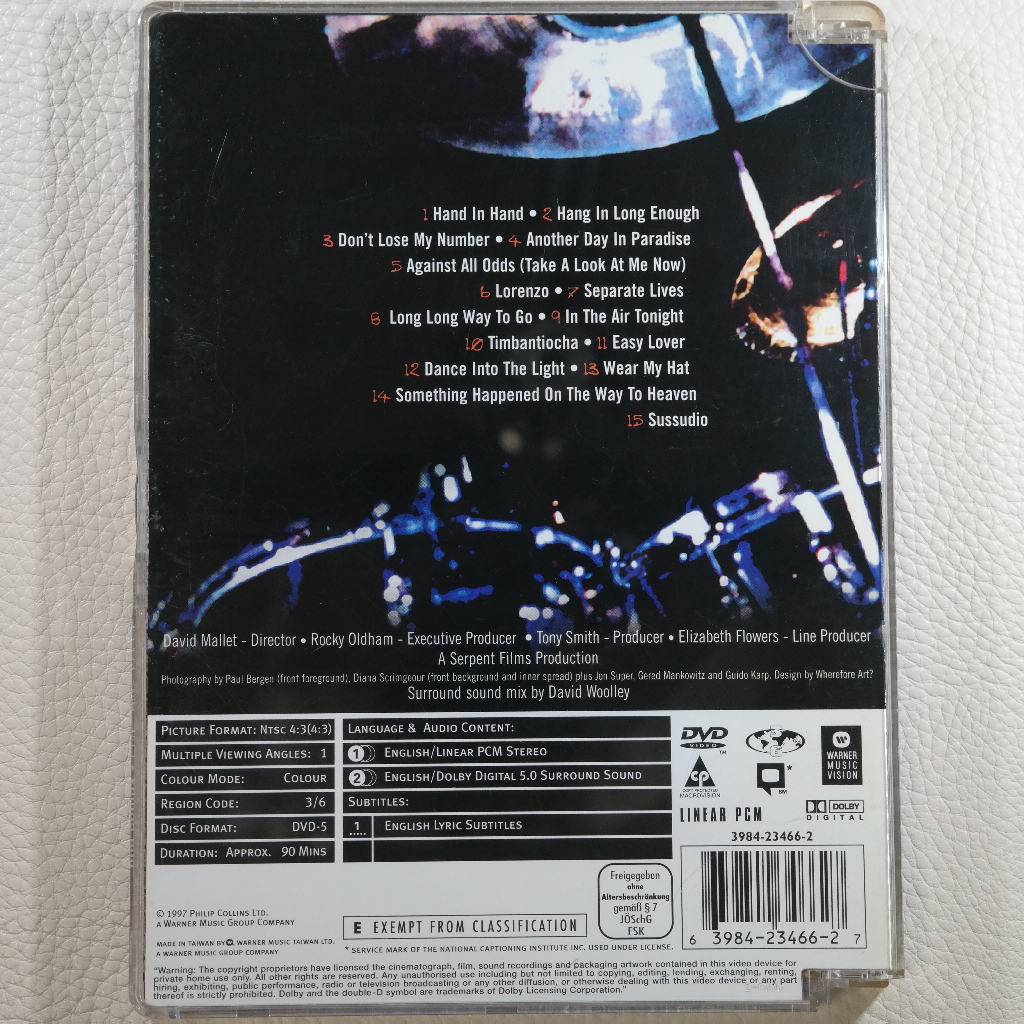 1 Hand In Hand • 2 Hang In Long Enough
3 Don't Lose My Number • 4 Another Day In Paradise
5 Against All Odds (Take A Look At Me Now)
6 Lorenzo • 7 Separate Lives
8 Long Long Way To Go • 9 In The Air Tonight
10 Timbantiocha • 11 Easy Lover
12 Dance Into The Light • 13 Wear My Hat
14 Something Happened On The Way To Heaven
15 Sussudio
David Mallet - Director • Rocky Oldham - Executive Producer • Tony Smith - Producer • Elizabeth Flowers - Line Producer
A Serpent Films Production
Photography by Paul Bergen (front foreground), Diana Scrimgeour (front background and inner spread) plus Jon Super, Gered Mankowitz and Guido Karp. Design by Wherefore Art?
Surround sound mix by David Woolley
PICTURE FORMAT: NTSC 4:3(4:3)
MULTIPLE VIEWING ANGLES: 1
COLOUR MODE: COLOUR
REGION CODE: 3/6
DISC FORMAT: DVD-5
DURATION: APPROX. 90 MINS
LANGUAGE & AUDIO CONTENT:
1 ENGLISH/LINEAR PCM STEREO
2 ENGLISH/DOLBY DIGITAL 5.0 SURROUND SOUND
SUBTITLES:
1 ..... ENGLISH LYRIC SUBTITLES
DVD
VIDEO
TM
6
WARNER
MUSIC
VISION
CP
COPY PROTECTED
MACROVISION
*
SM
LINEAR PCM
DOLBY
DIGITAL
3984-23466-2
6 3984-23466-2 7
Freigegeben
ohne
Altersbeschränkung
gemäß § 7
JÖSchG
FSK
© 1997 PHILIP COLLINS LTD.
A WARNER MUSIC GROUP COMPANY
MADE IN TAIWAN BY WARNER MUSIC TAIWAN LTD.
A WARNER MUSIC GROUP COMPANY
E EXEMPT FROM CLASSIFICATION
* SERVICE MARK OF THE NATIONAL CAPTIONING INSTITUTE INC. USED UNDER LICENSE.
"Warning: The copyright proprietors have licensed the cinematograph, film, sound recordings and packaging artwork contained in this video device for
private home use only. All other rights are reserved. Any unauthorised use including but not limited to copying, editing, lending, exchanging, renting,
hiring, exhibiting, public performance, radio or television broadcasting or any other diffusion, or otherwise dealing with this video device or any part
thereof is strictly prohibited. Dolby and the double-D symbol are trademarks of Dolby Licensing Corporation."